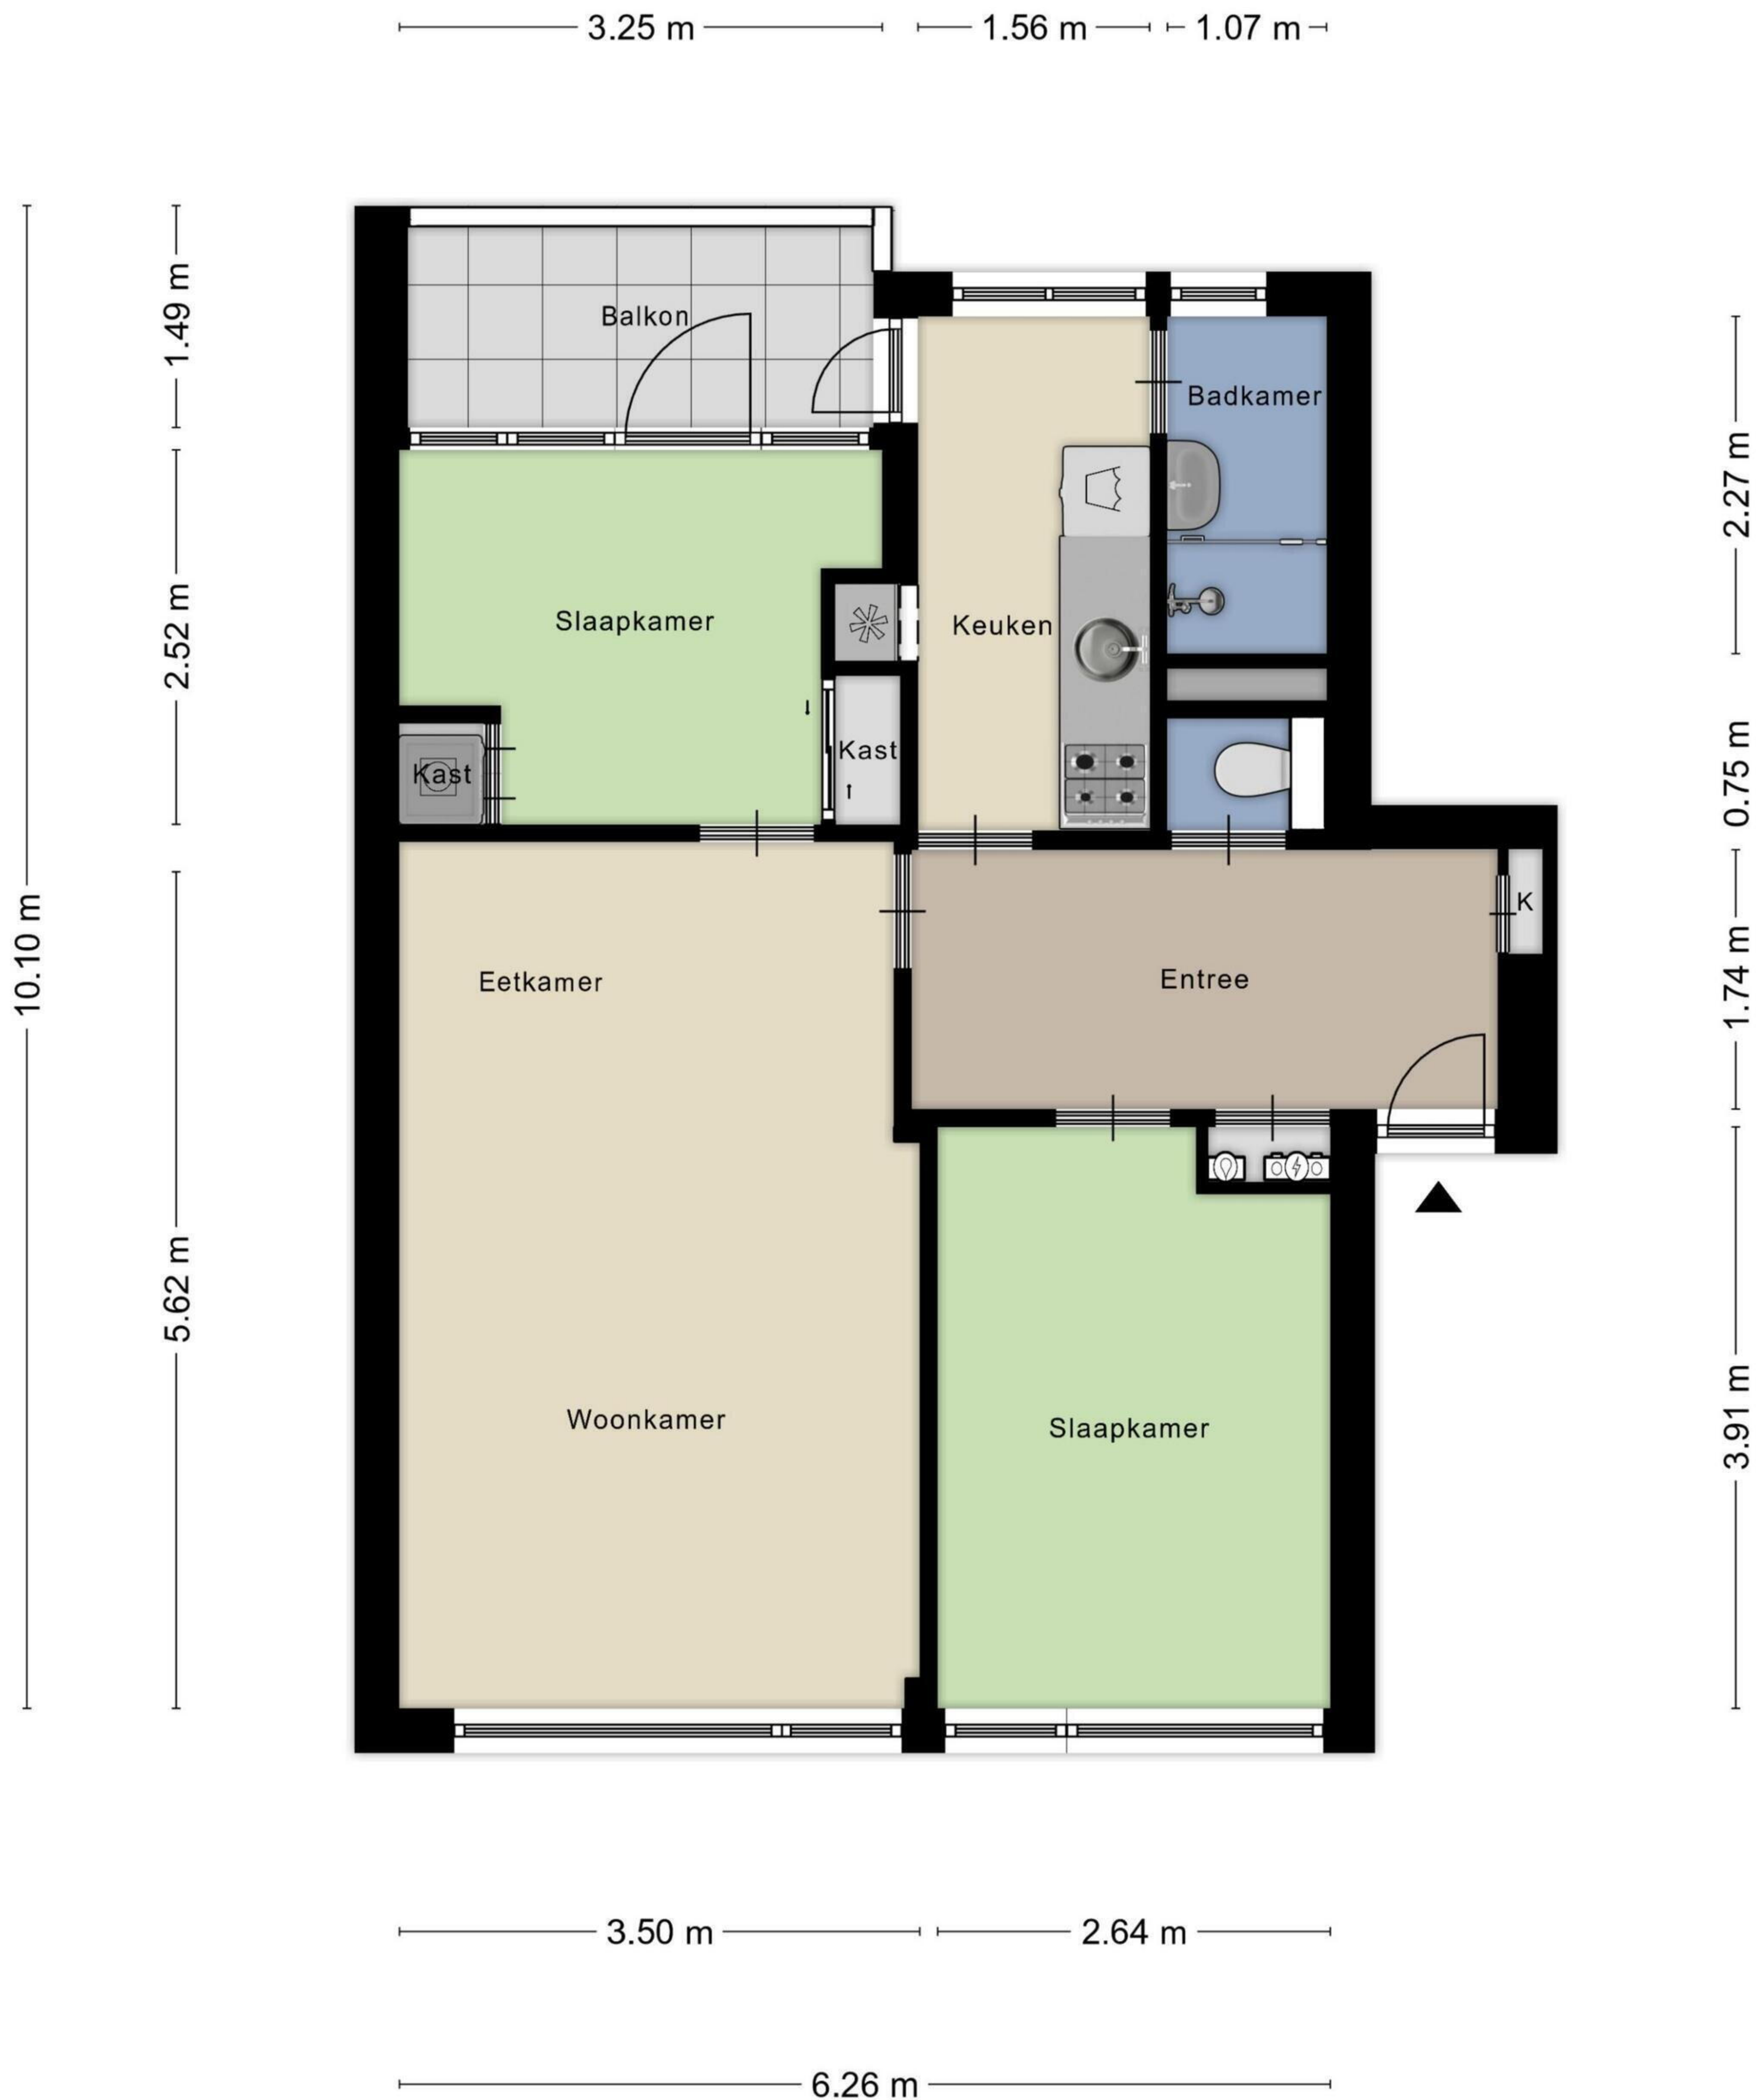 3.25 m
1.56 m
1.07 m
10.10 m
1.49 m
2.52 m
5.62 m
Balkon
Badkamer
Slaapkamer
Keuken
Kast
Kast
K
Eetkamer
Entree
Woonkamer
Slaapkamer
2.27 m
0.75 m
1.74 m
3.91 m
3.50 m
2.64 m
6.26 m